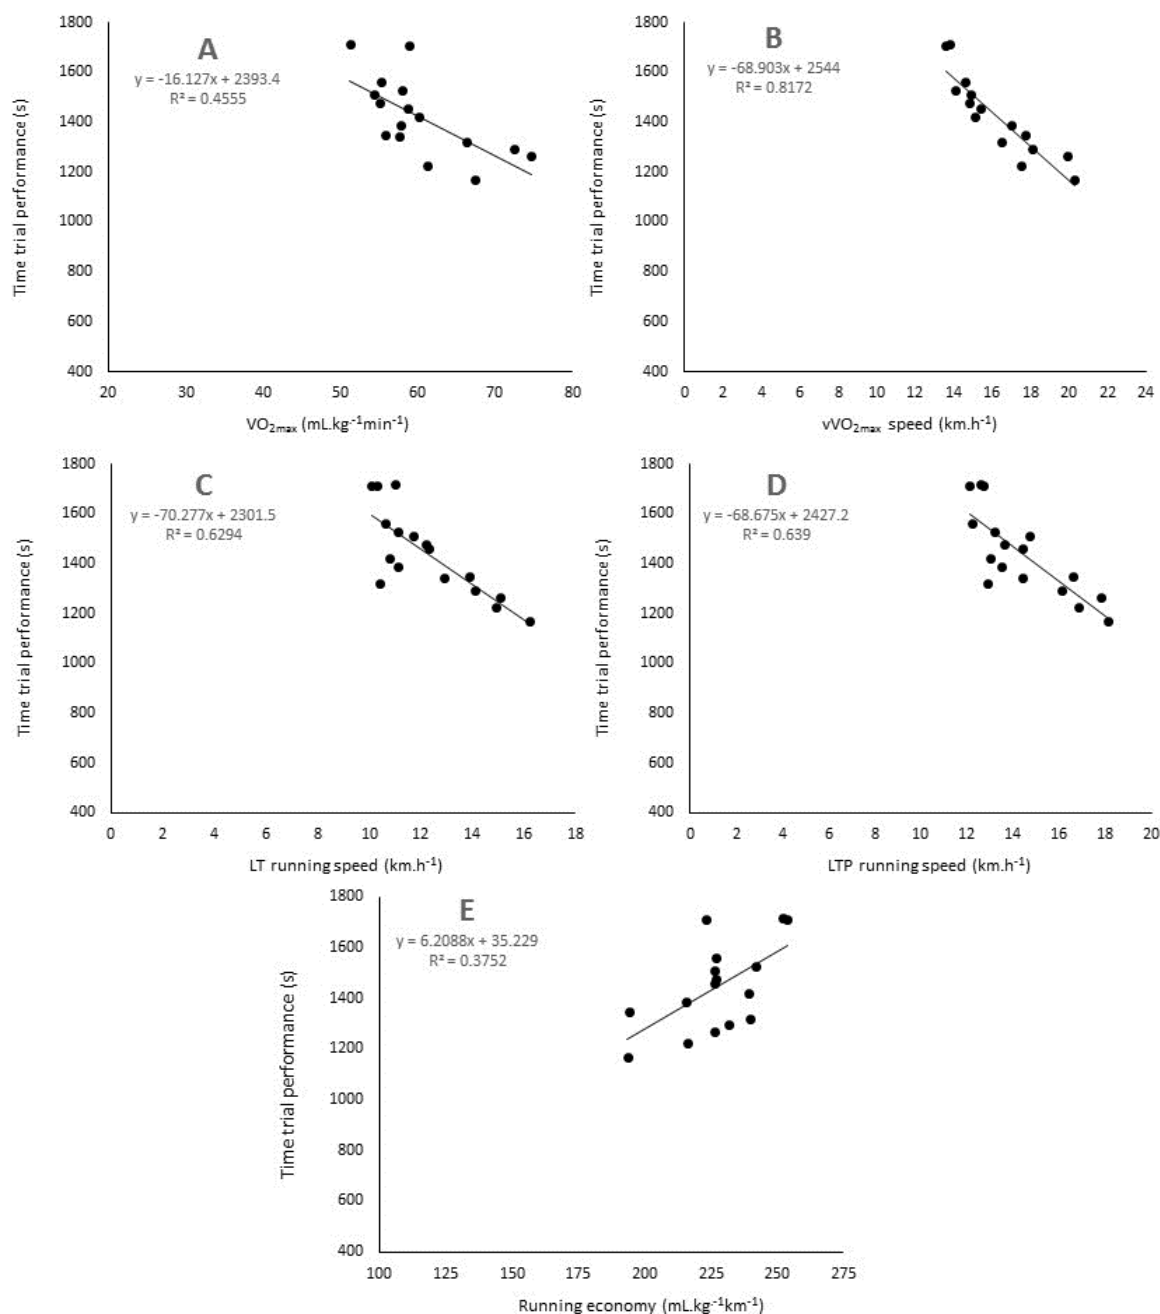 A
y = -16.127x + 2393.4
R² = 0.4555
Time trial performance (s)
1800
1600
1400
1200
1000
800
600
400
20 30 40 50 60 70 80
VO₂max (mL.kg⁻¹min⁻¹)
B
y = -68.903x + 2544
R² = 0.8172
Time trial performance (s)
1800
1600
1400
1200
1000
800
600
400
0 2 4 6 8 10 12 14 16 18 20 22 24
vVO₂max speed (km.h⁻¹)
C
y = -70.277x + 2301.5
R² = 0.6294
Time trial performance (s)
1800
1600
1400
1200
1000
800
600
400
0 2 4 6 8 10 12 14 16 18
LT running speed (km.h⁻¹)
D
y = -68.675x + 2427.2
R² = 0.639
Time trial performance (s)
1800
1600
1400
1200
1000
800
600
400
0 2 4 6 8 10 12 14 16 18 20
LTP running speed (km.h⁻¹)
E
y = 6.2088x + 35.229
R² = 0.3752
Time trial performance (s)
1800
1600
1400
1200
1000
800
600
400
100 125 150 175 200 225 250 275
Running economy (mL.kg⁻¹km⁻¹)